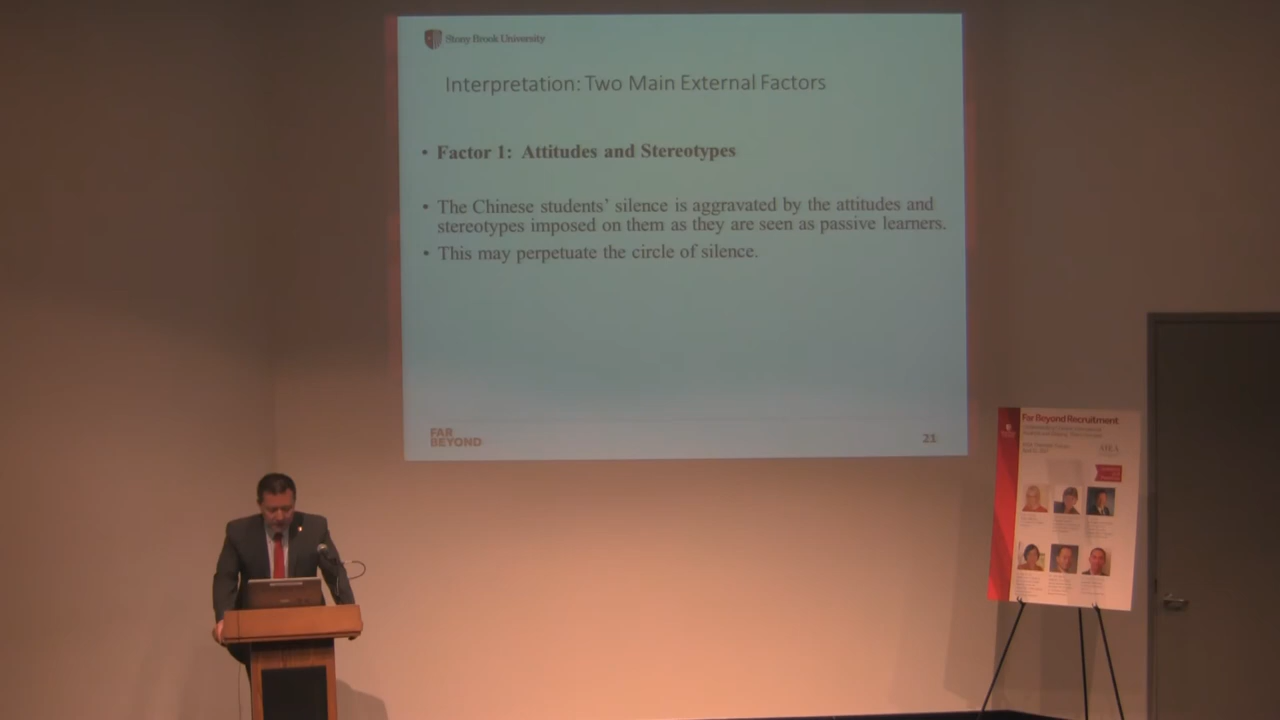 Stony Brook University
Interpretation: Two Main External Factors
• Factor 1: Attitudes and Stereotypes
• The Chinese students’ silence is aggravated by the attitudes and
stereotypes imposed on them as they are seen as passive learners.
• This may perpetuate the circle of silence.
FAR
BEYOND
21
Far Beyond Recruitment